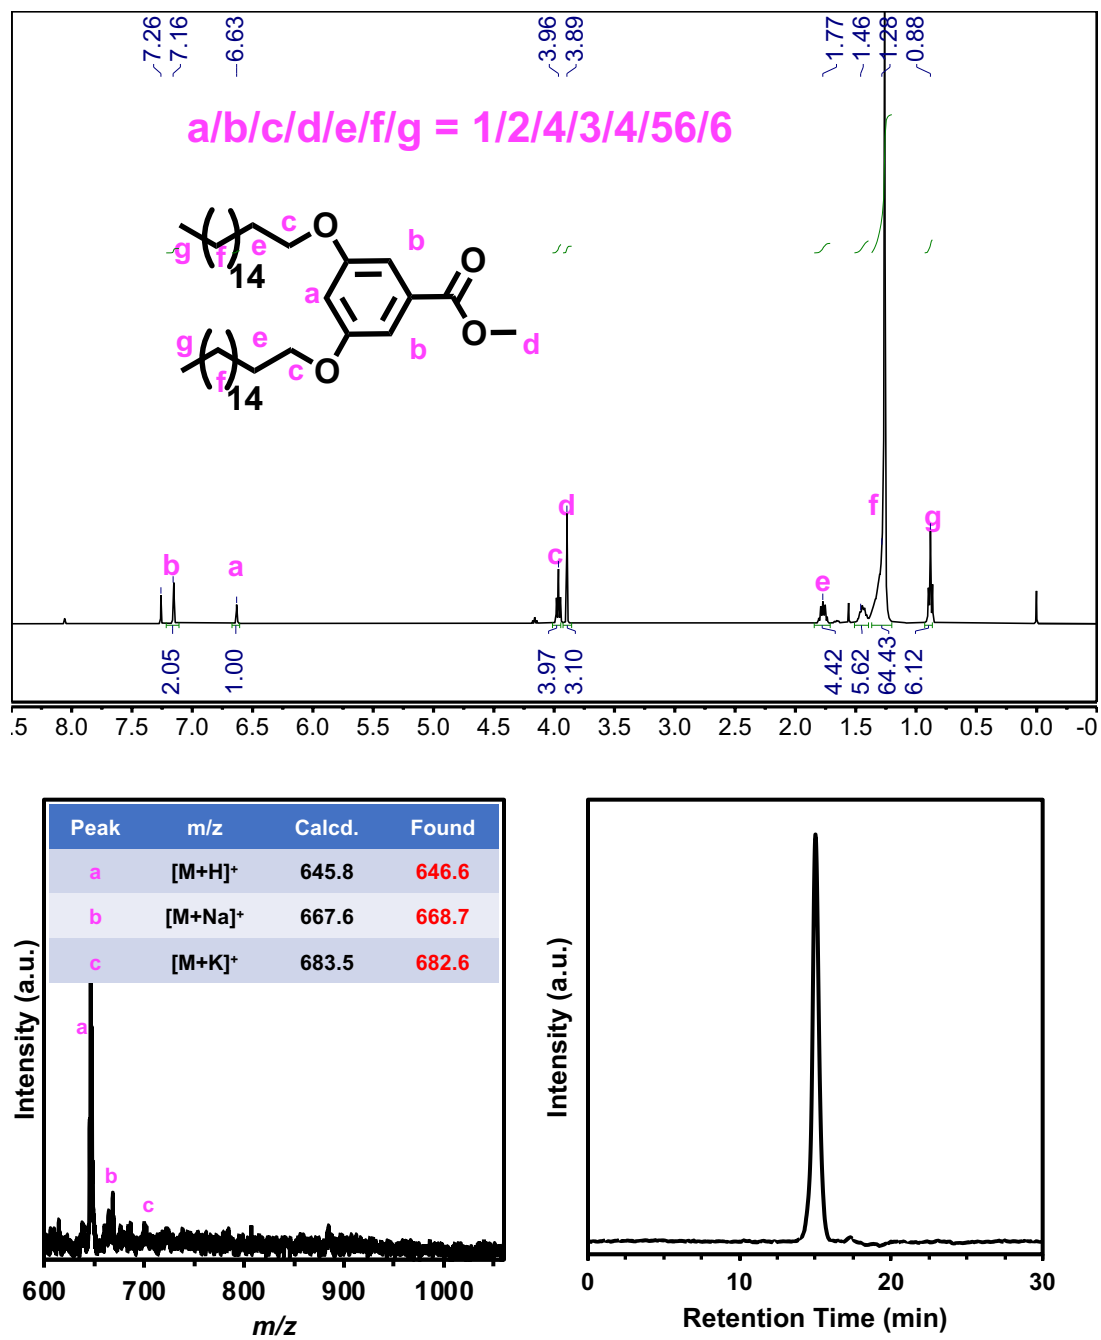 7.26
7.16
6.63
3.96
3.89
1.77
1.46
1.28
0.88
a/b/c/d/e/f/g = 1/2/4/3/4/56/6
g
f
14
e
c
O
b
O
a
O
d
g
f
14
e
c
O
b
b
a
c
d
e
f
g
2.05
1.00
3.97
3.10
4.42
5.62
64.43
6.12
.5 8.0 7.5 7.0 6.5 6.0 5.5 5.0 4.5 4.0 3.5 3.0 2.5 2.0 1.5 1.0 0.5 0.0 -0
Peak m/z Calcd. Found
a [M+H]+ 645.8 646.6
b [M+Na]+ 667.6 668.7
c [M+K]+ 683.5 682.6
a
b
c
Intensity (a.u.)
600 700 800 900 1000
m/z
Intensity (a.u.)
0 10 20 30
Retention Time (min)